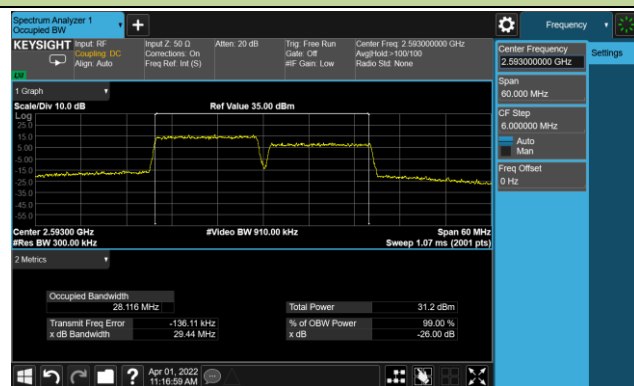 Spectrum Analyzer 1
Occupied BW
+
Frequency
KEYSIGHT
Input: RF
Coupling: DC
Align: Auto
Input Z: 50 Ω
Corrections: On
Freq Ref: Int (S)
Atten: 20 dB
Trig: Free Run
Gate: Off
#IF Gain: Low
Center Freq: 2.593000000 GHz
Avg|Hold:>100/100
Radio Std: None
Center Frequency
2.593000000 GHz
Settings
Span
60.000 MHz
CF Step
6.000000 MHz
Auto
Man
Freq Offset
0 Hz
1 Graph
Scale/Div 10.0 dB
Ref Value 35.00 dBm
Log
25.0
15.0
5.00
-5.00
-15.0
-25.0
-35.0
-45.0
-55.0
Center 2.59300 GHz
#Video BW 910.00 kHz
Span 60 MHz
#Res BW 300.00 kHz
Sweep 1.07 ms (2001 pts)
2 Metrics
Occupied Bandwidth
28.116 MHz
Total Power
31.2 dBm
Transmit Freq Error
-136.11 kHz
% of OBW Power
99.00 %
x dB Bandwidth
29.44 MHz
x dB
-26.00 dB
?
Apr 01, 2022
11:16:59 AM